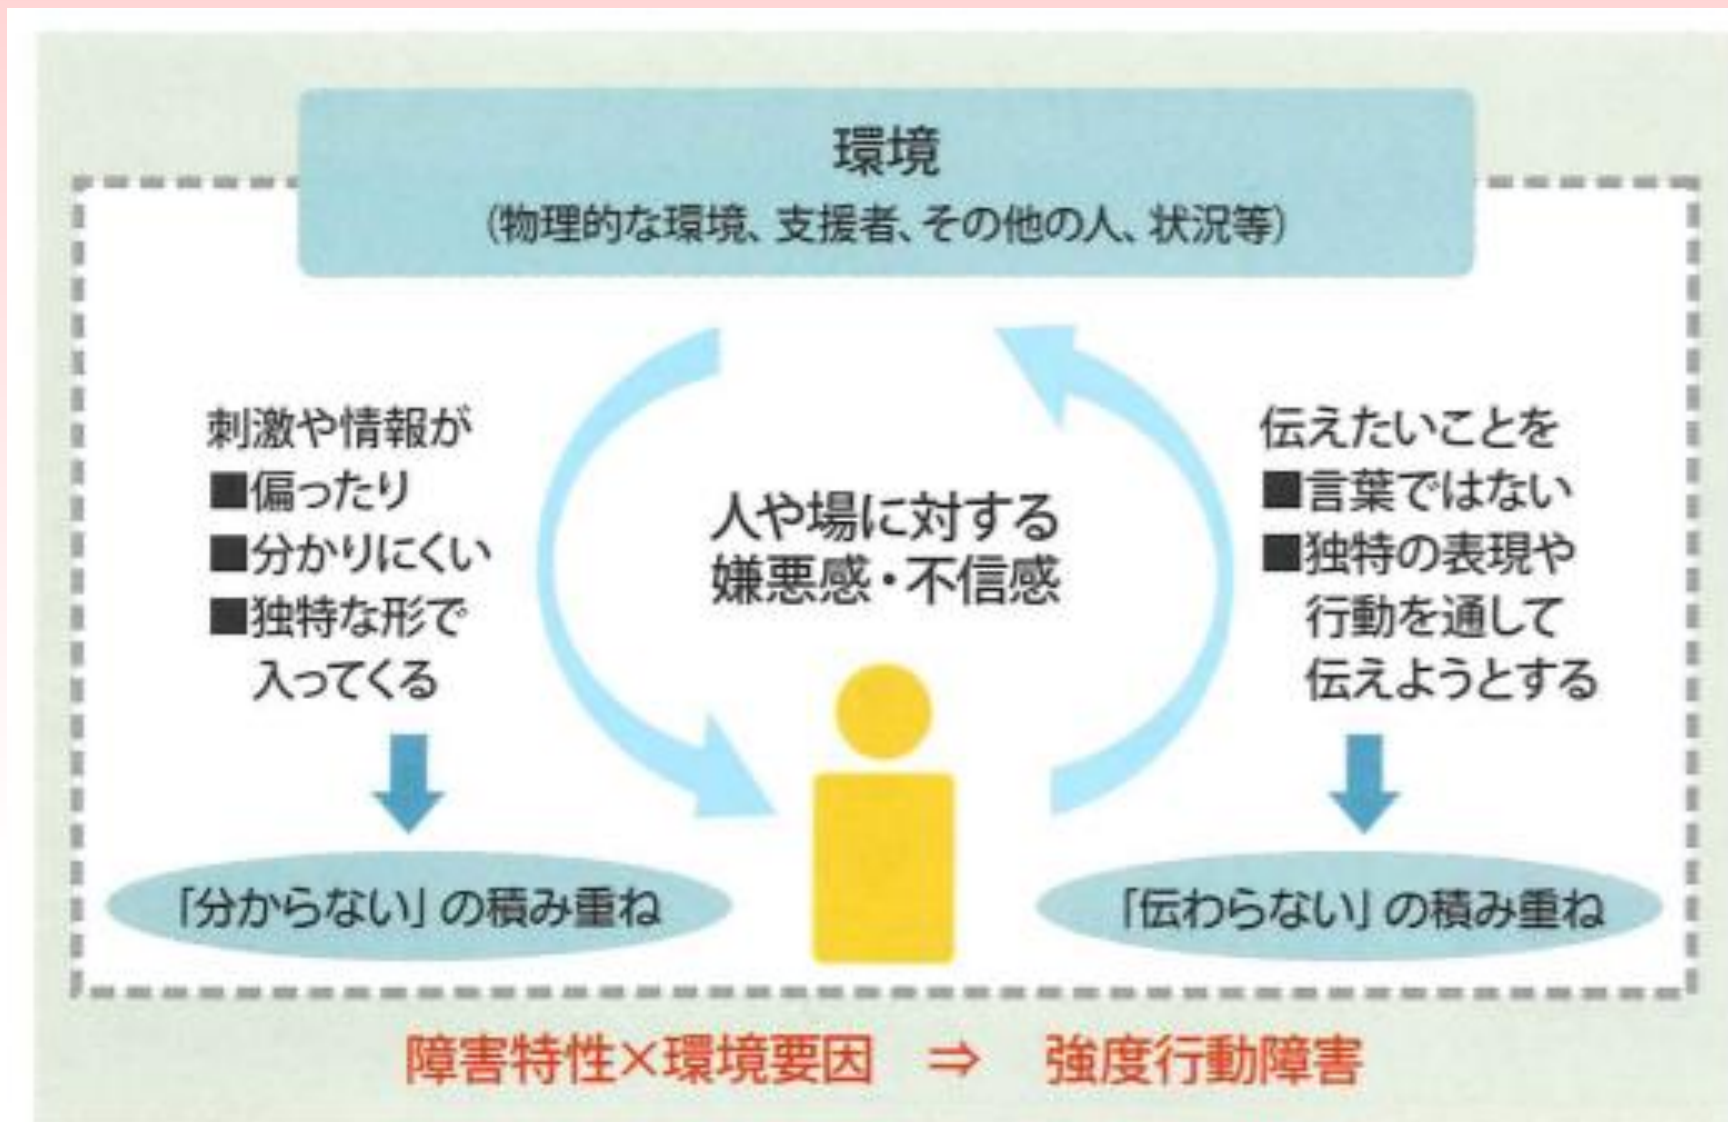 環境
(物理的な環境、支援者、その他の人、状況等)
刺激や情報が
■偏ったり
■分かりにくい
■独特な形で
入ってくる
人や場に対する
嫌悪感・不信感
伝えたいことを
■言葉ではない
■独特の表現や
行動を通して
伝えようとする
「分からない」の積み重ね
「伝わらない」の積み重ね
障害特性×環境要因 ⇒ 強度行動障害